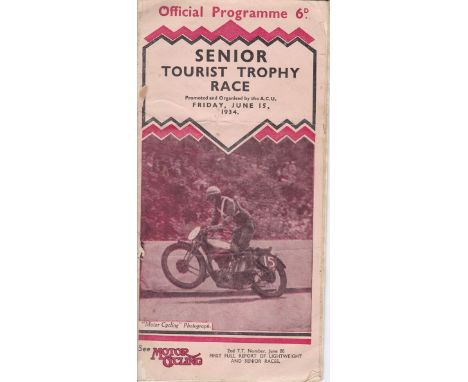 Official Programme 6D.
SENIOR
TOURIST TROPHY
RACE
Promoted and Organised by the A.C.U.
FRIDAY, JUNE 15,
1934.
15
"Motor Cycling" Photograph.
See MOTOR CYCLING
2nd T.T. Number, June 20
FIRST FULL REPORT OF LIGHTWEIGHT
AND SENIOR RACES.